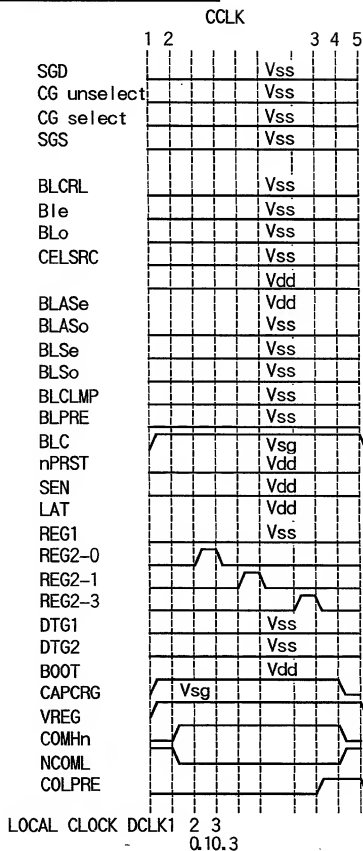 CCLK
1 2 3 4 5
SGD Vss
CG unselect Vss
CG select Vss
SGS Vss
BLCRL Vss
Ble Vss
BLo Vss
CELSRC Vss
Vdd
BLASe Vdd
BLASo Vss
BLSe Vss
BLSo Vss
BLCLMP Vss
BLPRE Vss
BLC Vsg
nPRST Vdd
SEN Vdd
LAT Vdd
REG1 Vss
REG2-0
REG2-1
REG2-3
DTG1 Vss
DTG2 Vss
BOOT Vdd
CAPCRG Vsg
VREG
COMHn
NCOML
COLPRE
LOCAL CLOCK DCLK1 2 3
0.10.3